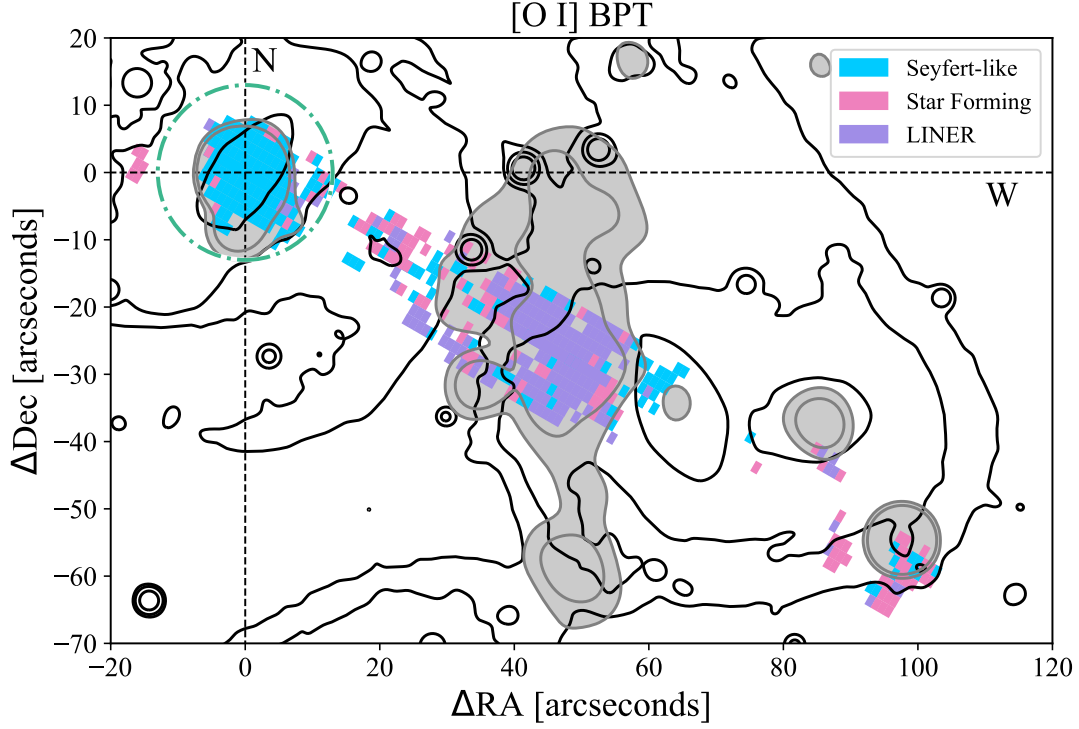 [O I] BPT
N
W
Seyfert-like
Star Forming
LINER
20
10
0
−10
−20
−30
−40
−50
−60
−70
ΔDec [arcseconds]
−20
0
20
40
60
80
100
120
ΔRA [arcseconds]